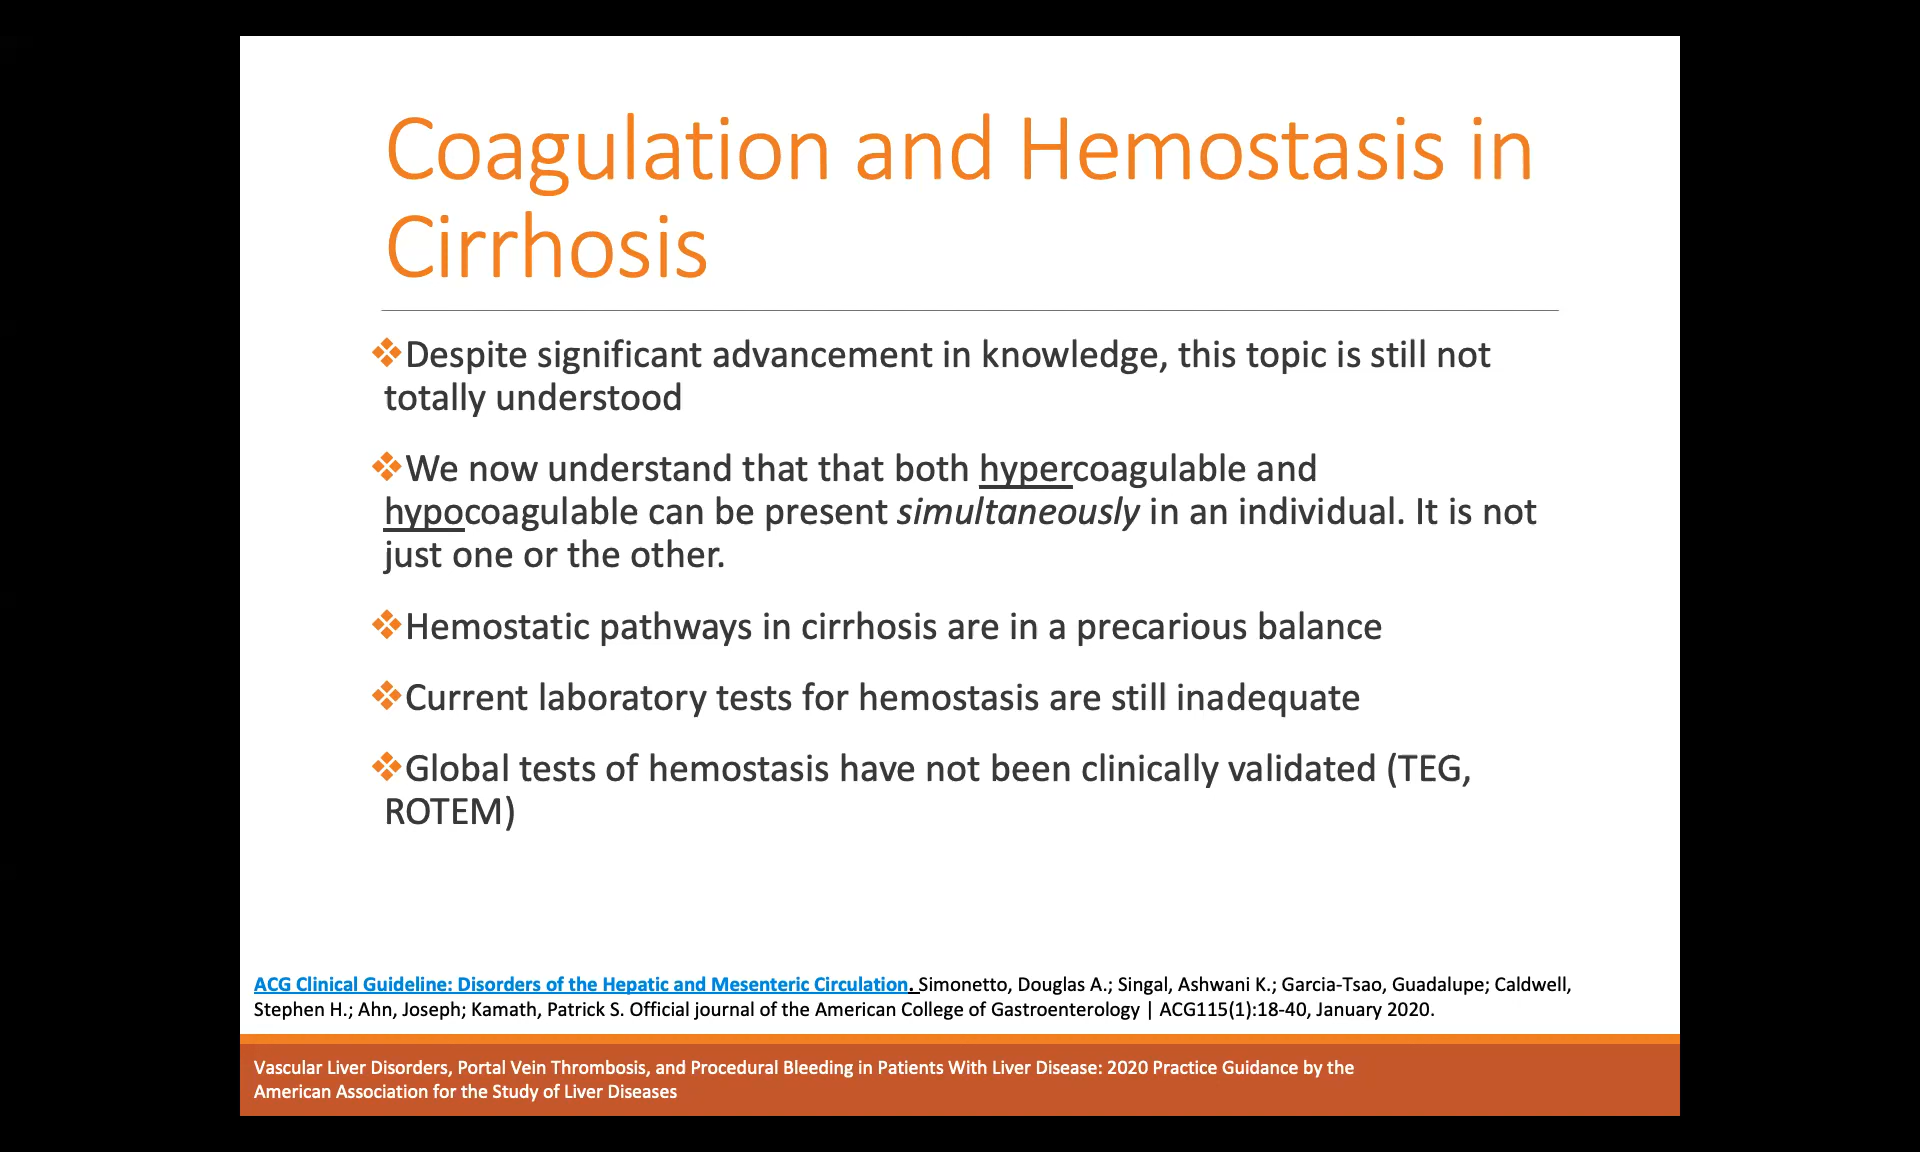 Coagulation and Hemostasis in
Cirrhosis
❖Despite significant advancement in knowledge, this topic is still not
totally understood
❖We now understand that that both hypercoagulable and
hypocoagulable can be present simultaneously in an individual. It is not
just one or the other.
❖Hemostatic pathways in cirrhosis are in a precarious balance
❖Current laboratory tests for hemostasis are still inadequate
❖Global tests of hemostasis have not been clinically validated (TEG,
ROTEM)
ACG Clinical Guideline: Disorders of the Hepatic and Mesenteric Circulation. Simonetto, Douglas A.; Singal, Ashwani K.; Garcia-Tsao, Guadalupe; Caldwell,
Stephen H.; Ahn, Joseph; Kamath, Patrick S. Official journal of the American College of Gastroenterology | ACG115(1):18-40, January 2020.
Vascular Liver Disorders, Portal Vein Thrombosis, and Procedural Bleeding in Patients With Liver Disease: 2020 Practice Guidance by the
American Association for the Study of Liver Diseases